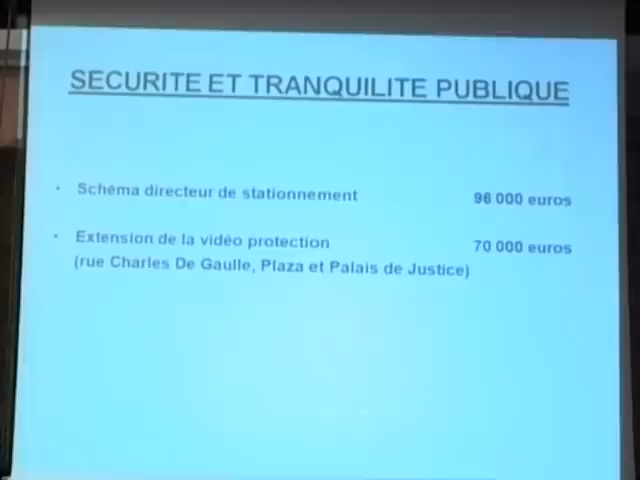 SECURITE ET TRANQUILITE PUBLIQUE
• Schéma directeur de stationnement 96 000 euros
• Extension de la vidéo protection 70 000 euros
(rue Charles De Gaulle, Plaza et Palais de Justice)